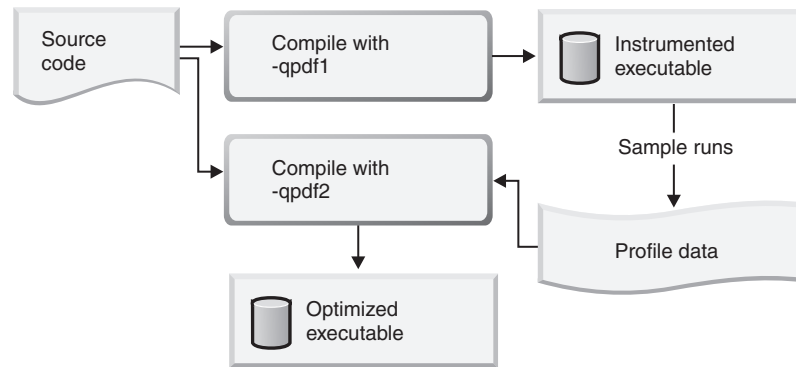 Source
code
Compile with
-qpdf1
Instrumented
executable
Sample runs
Compile with
-qpdf2
Profile data
Optimized
executable